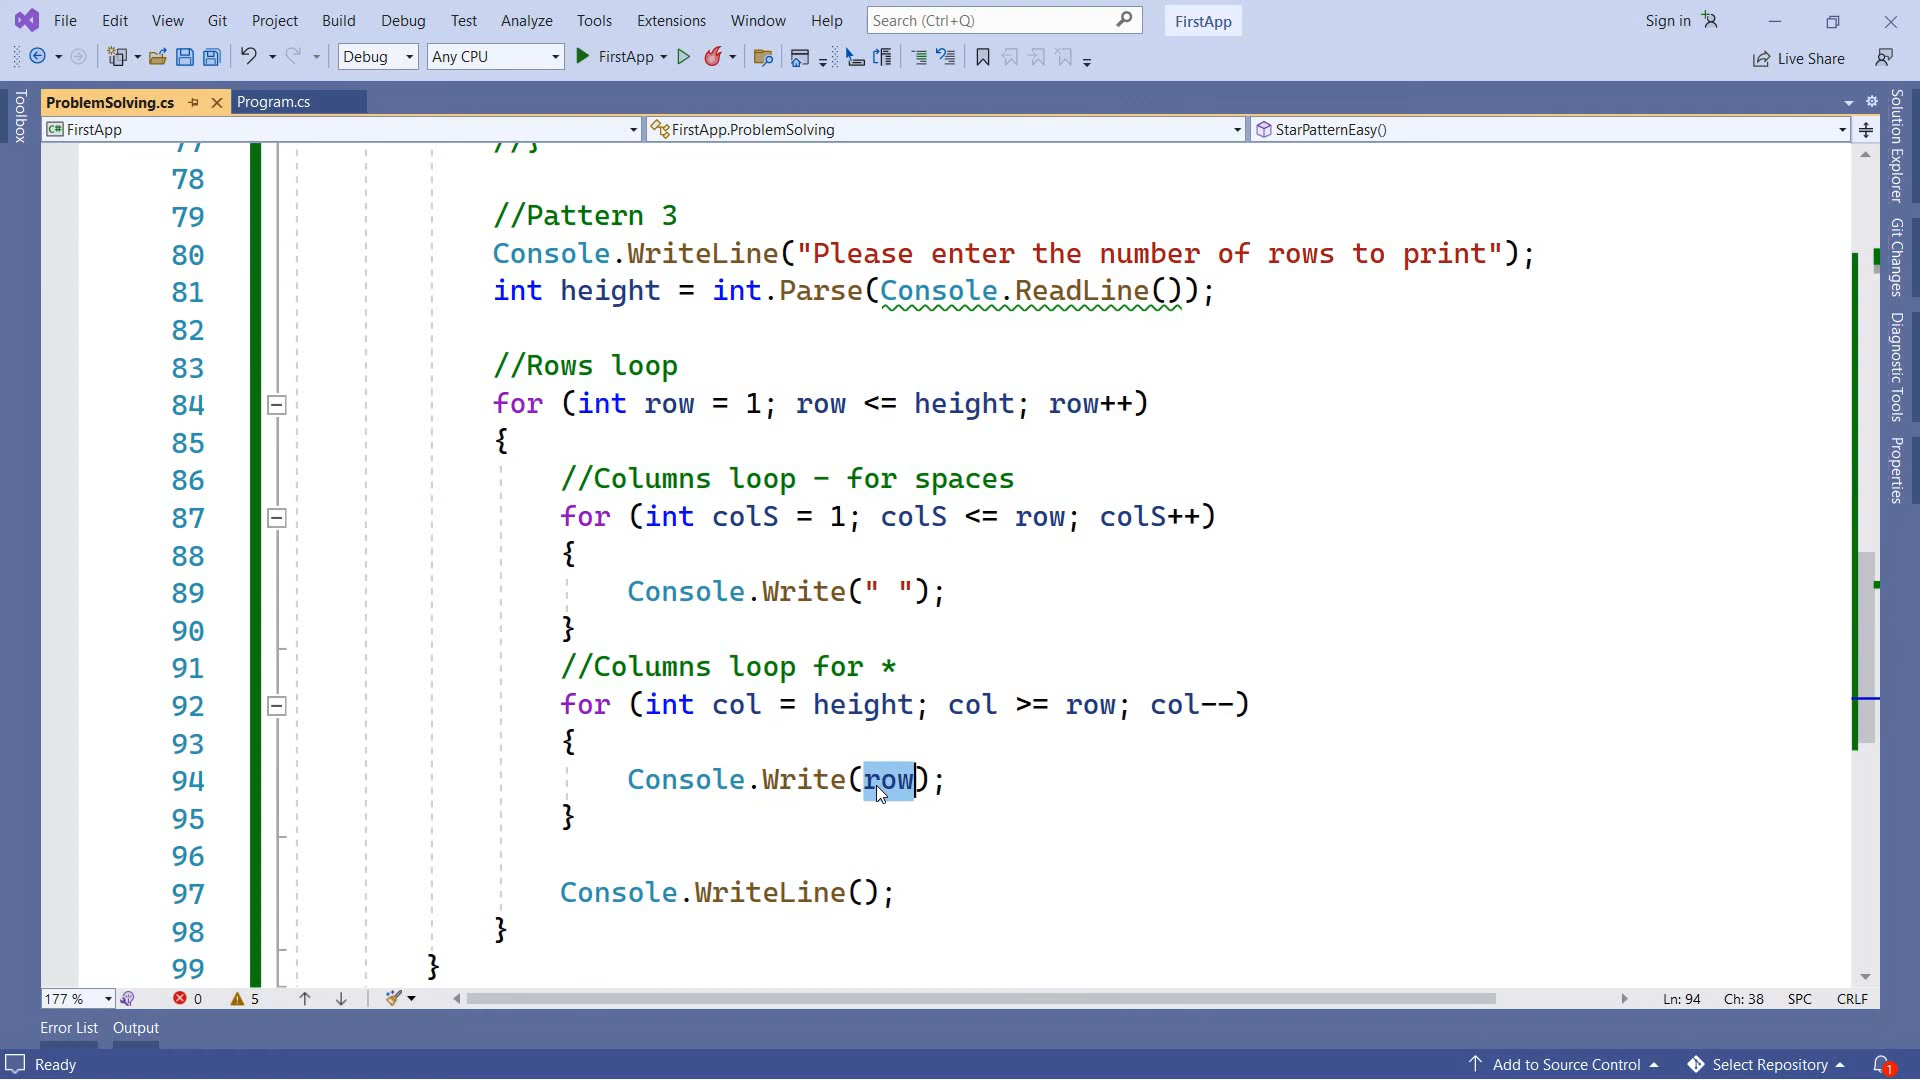 File Edit View Git Project Build Debug Test Analyze Tools Extensions Window Help Search (Ctrl+Q) FirstApp Sign in
Debug Any CPU FirstApp Live Share
ProblemSolving.cs Program.cs
FirstApp FirstApp.ProblemSolving StarPatternEasy()
Toolbox
Solution Explorer
Git Changes
Diagnostic Tools
Properties
77 //}
78
79 //Pattern 3
80 Console.WriteLine("Please enter the number of rows to print");
81 int height = int.Parse(Console.ReadLine());
82
83 //Rows loop
84 for (int row = 1; row <= height; row++)
85 {
86 //Columns loop - for spaces
87 for (int colS = 1; colS <= row; colS++)
88 {
89 Console.Write(" ");
90 }
91 //Columns loop for *
92 for (int col = height; col >= row; col--)
93 {
94 Console.Write(row);
95 }
96
97 Console.WriteLine();
98 }
99 }
177 % 0 5 Ln: 94 Ch: 38 SPC CRLF
Error List Output
Ready Add to Source Control Select Repository 1